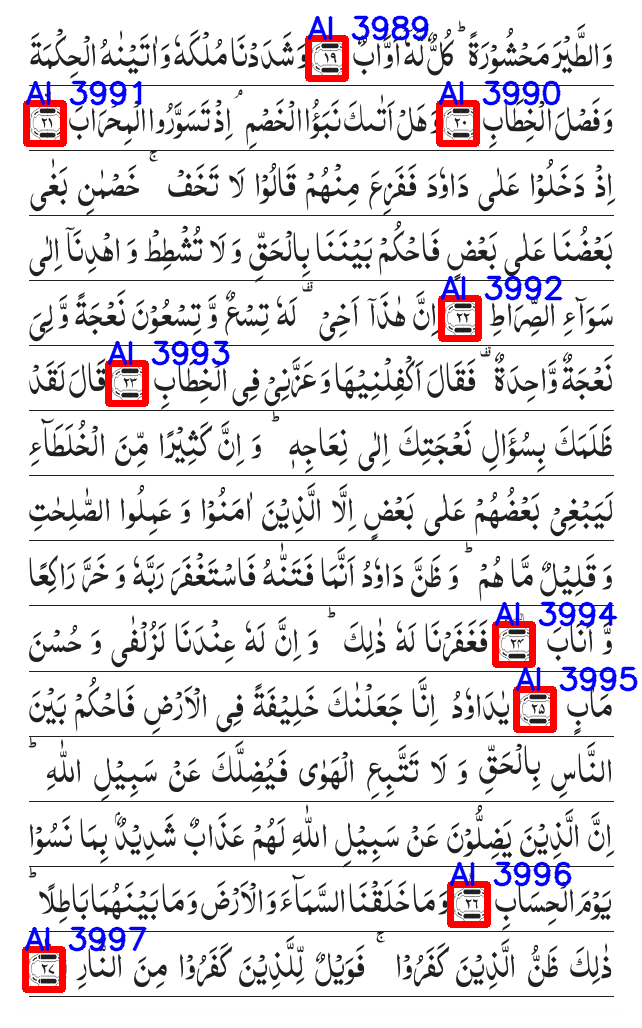 AI 3989
وَالطَّیْرَ مَحْشُوْرَةً ؕ كُلٌّ لَّهٗۤ اَوَّابٌ ١٩ وَشَدَدْنَا مُلْكَهٗ وَاٰتَیْنٰهُ الْحِكْمَةَ
AI 3990
AI 3991
وَفَصْلَ الْخِطَابِ ٢٠ وَهَلْ اَتٰىكَ نَبَؤُا الْخَصْمِ ۘ اِذْ تَسَوَّرُوا الْمِحْرَابَ ٢١
اِذْ دَخَلُوْا عَلٰى دَاوٗدَ فَفَزِعَ مِنْهُمْ قَالُوْا لَا تَخَفْ ۚ خَصْمٰنِ بَغٰى
بَعْضُنَا عَلٰى بَعْضٍ فَاحْكُمْ بَیْنَنَا بِالْحَقِّ وَ لَا تُشْطِطْ وَ اهْدِنَاۤ اِلٰى
AI 3992
سَوَآءِ الصِّرَاطِ ٢٢ اِنَّ هٰذَاۤ اَخِیْ ۫ لَهٗ تِسْعٌ وَّ تِسْعُوْنَ نَعْجَةً وَّ لِیَ
AI 3993
نَعْجَةٌ وَّاحِدَةٌ ۫ فَقَالَ اَكْفِلْنِیْهَا وَ عَزَّنِیْ فِی الْخِطَابِ ٢٣ قَالَ لَقَدْ
ظَلَمَكَ بِسُؤَالِ نَعْجَتِكَ اِلٰى نِعَاجِهٖ ؕ وَ اِنَّ كَثِیْرًا مِّنَ الْخُلَطَآءِ
لَیَبْغِیْ بَعْضُهُمْ عَلٰى بَعْضٍ اِلَّا الَّذِیْنَ اٰمَنُوْا وَ عَمِلُوا الصّٰلِحٰتِ
وَ قَلِیْلٌ مَّا هُمْ ؕ وَ ظَنَّ دَاوٗدُ اَنَّمَا فَتَنّٰهُ فَاسْتَغْفَرَ رَبَّهٗ وَ خَرَّ رَاكِعًا
AI 3994
وَّ اَنَابَ ٢٤ فَغَفَرْنَا لَهٗ ذٰلِكَ ؕ وَ اِنَّ لَهٗ عِنْدَنَا لَزُلْفٰى وَ حُسْنَ
AI 3995
مَاٰبٍ ٢٥ یٰدَاوٗدُ اِنَّا جَعَلْنٰكَ خَلِیْفَةً فِی الْاَرْضِ فَاحْكُمْ بَیْنَ
النَّاسِ بِالْحَقِّ وَ لَا تَتَّبِعِ الْهَوٰى فَیُضِلَّكَ عَنْ سَبِیْلِ اللّٰهِ ؕ
اِنَّ الَّذِیْنَ یَضِلُّوْنَ عَنْ سَبِیْلِ اللّٰهِ لَهُمْ عَذَابٌ شَدِیْدٌۢ بِمَا نَسُوْا
AI 3996
یَوْمَ الْحِسَابِ ٢٦ وَ مَا خَلَقْنَا السَّمَآءَ وَ الْاَرْضَ وَ مَا بَیْنَهُمَا بَاطِلًا ؕ
AI 3997
ذٰلِكَ ظَنُّ الَّذِیْنَ كَفَرُوْا ۚ فَوَیْلٌ لِّلَّذِیْنَ كَفَرُوْا مِنَ النَّارِ ٢٧